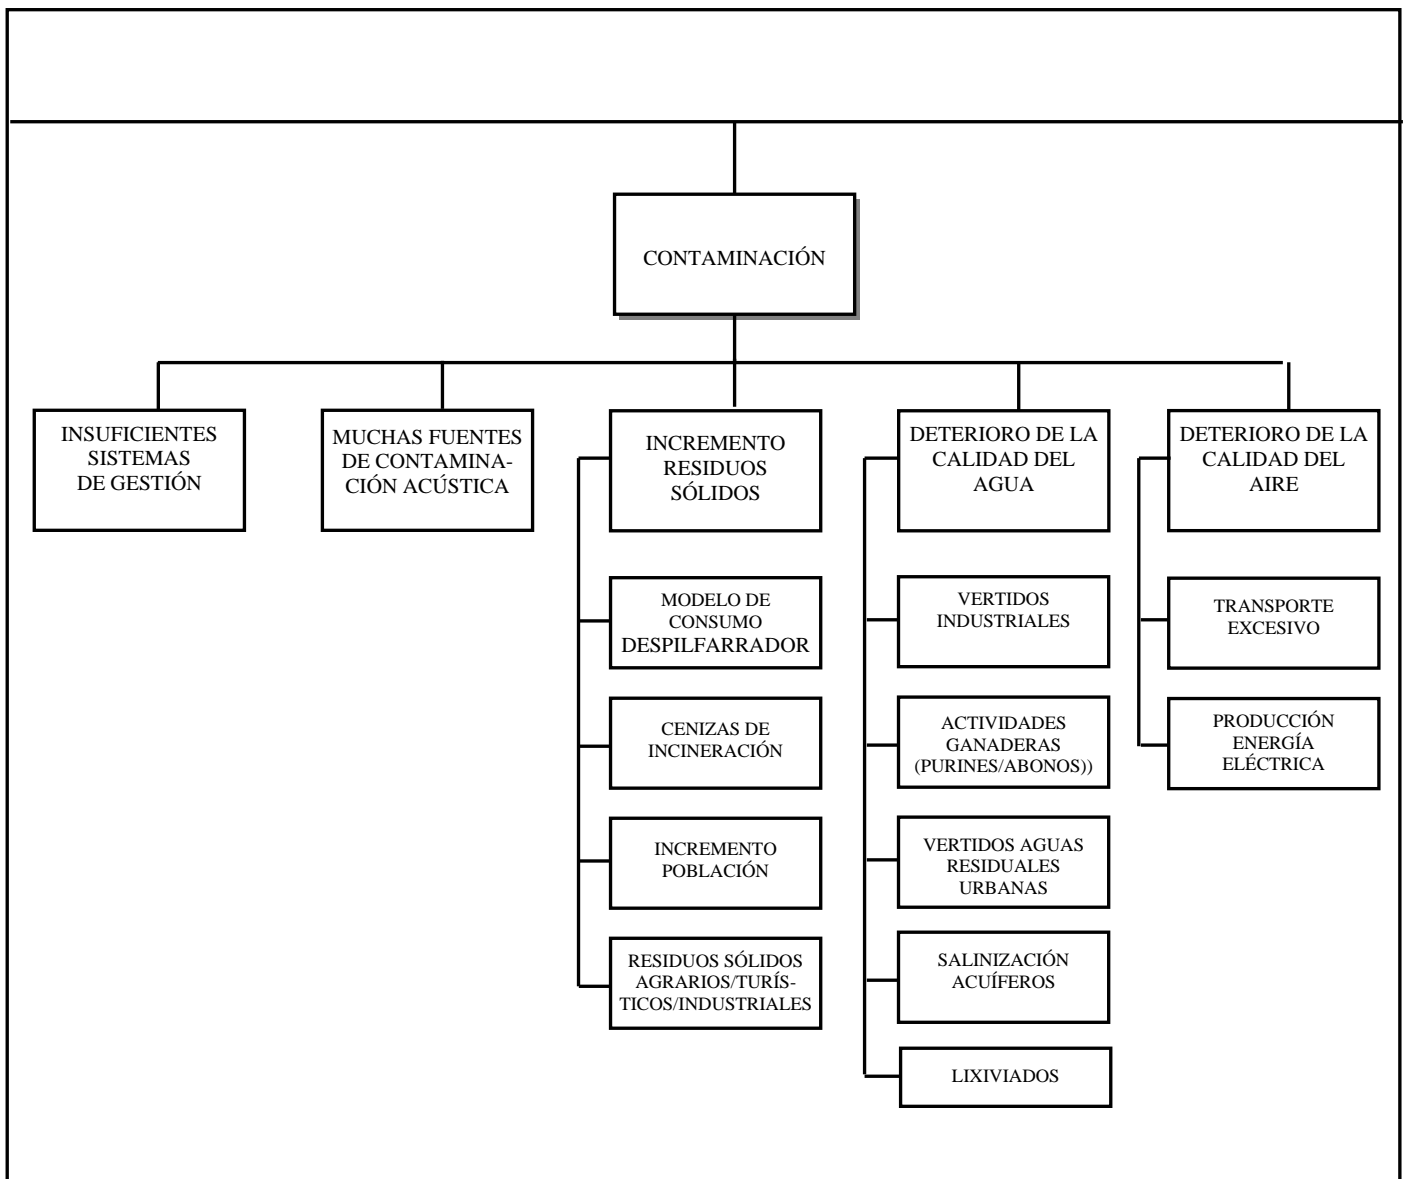 CONTAMINACIÓN
INSUFICIENTES
SISTEMAS
DE GESTIÓN
MUCHAS FUENTES
DE CONTAMINA-
CIÓN ACÚSTICA
INCREMENTO
RESIDUOS
SÓLIDOS
DETERIORO DE LA
CALIDAD DEL
AGUA
DETERIORO DE LA
CALIDAD DEL
AIRE
MODELO DE
CONSUMO
DESPILFARRADOR
VERTIDOS
INDUSTRIALES
TRANSPORTE
EXCESIVO
CENIZAS DE
INCINERACIÓN
ACTIVIDADES
GANADERAS
(PURINES/ABONOS))
PRODUCCIÓN
ENERGÍA
ELÉCTRICA
INCREMENTO
POBLACIÓN
VERTIDOS AGUAS
RESIDUALES
URBANAS
RESIDUOS SÓLIDOS
AGRARIOS/TURÍS-
TICOS/INDUSTRIALES
SALINIZACIÓN
ACUÍFEROS
LIXIVIADOS